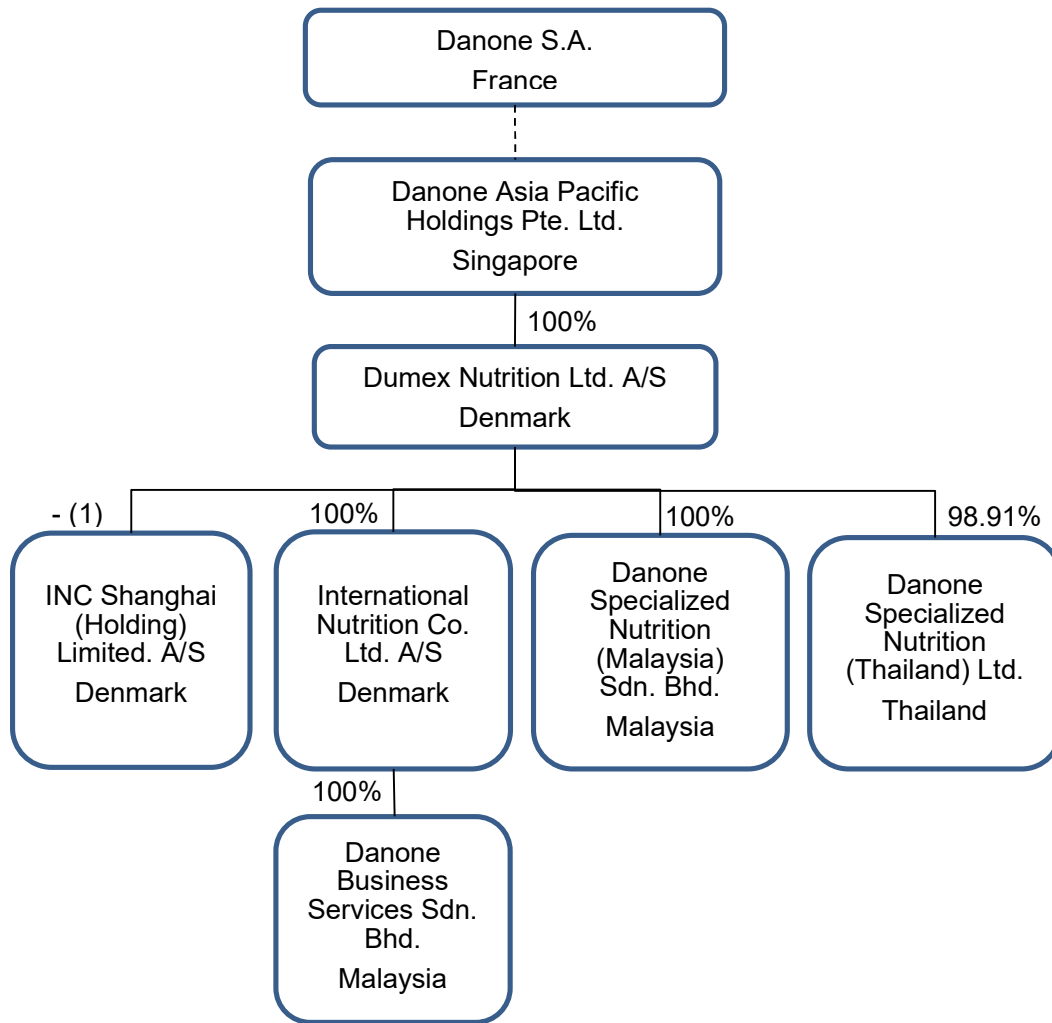 Danone S.A.
France
Danone Asia Pacific
Holdings Pte. Ltd.
Singapore
100%
Dumex Nutrition Ltd. A/S
Denmark
- (1)
100%
100%
98.91%
INC Shanghai
(Holding)
Limited. A/S
Denmark
International
Nutrition Co.
Ltd. A/S
Denmark
Danone
Specialized
Nutrition
(Malaysia)
Sdn. Bhd.
Malaysia
Danone
Specialized
Nutrition
(Thailand) Ltd.
Thailand
100%
Danone
Business
Services Sdn.
Bhd.
Malaysia